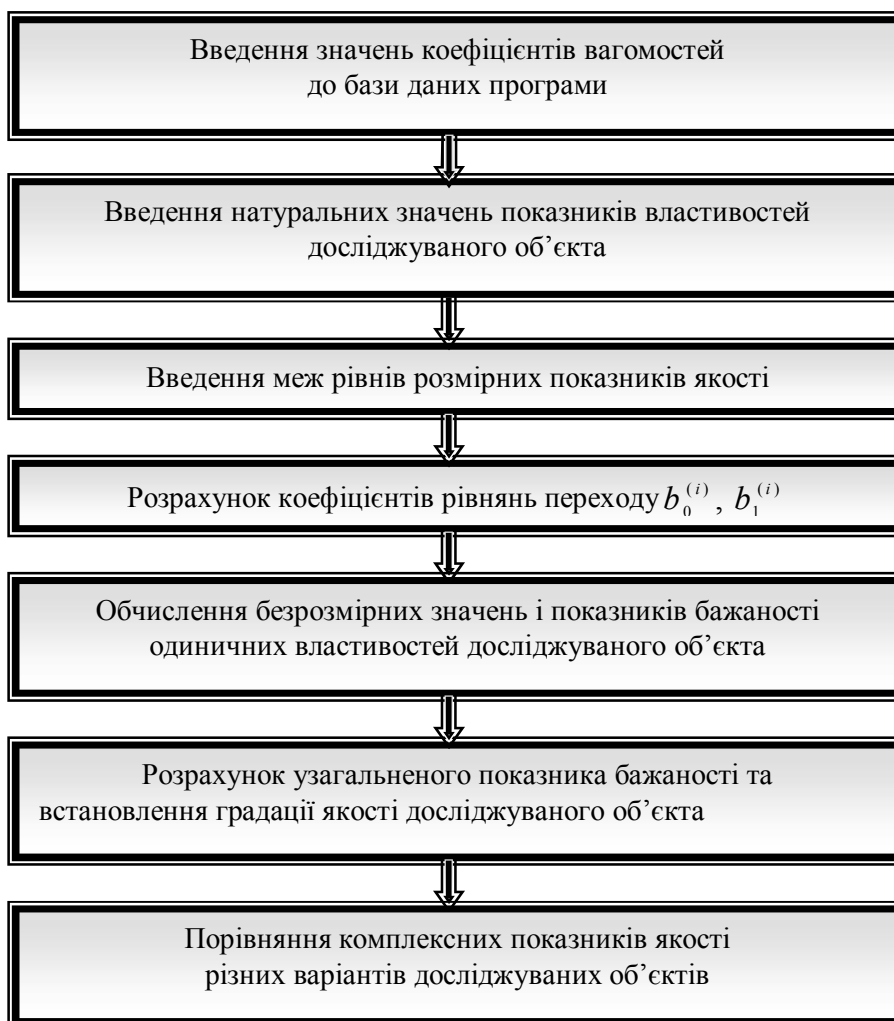 Введення значень коефіцієнтів вагомостей
до бази даних програми
Введення натуральних значень показників властивостей
досліджуваного об’єкта
Введення меж рівнів розмірних показників якості
Розрахунок коефіцієнтів рівнянь переходу b₀⁽ⁱ⁾ , b₁⁽ⁱ⁾
Обчислення безрозмірних значень і показників бажаності
одиничних властивостей досліджуваного об’єкта
Розрахунок узагальненого показника бажаності та
встановлення градації якості досліджуваного об’єкта
Порівняння комплексних показників якості
різних варіантів досліджуваних об’єктів